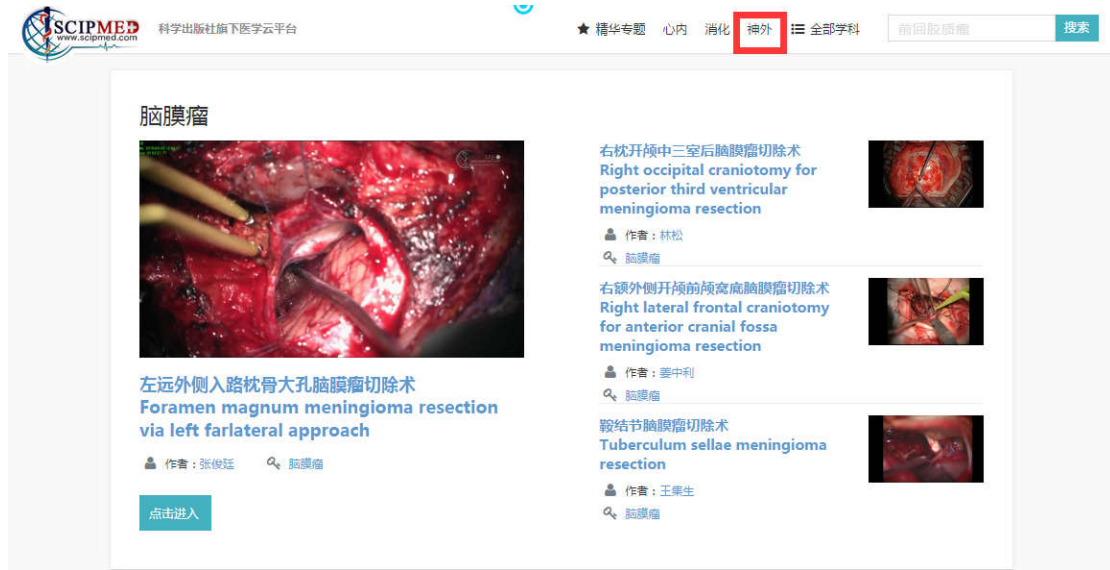 SCIPMED
www.scipmed.com
科学出版社旗下医学云平台
精华专题 心内 消化 神外 全部学科
前回胶质瘤
搜索
脑膜瘤
左远外侧入路枕骨大孔脑膜瘤切除术
Foramen magnum meningioma resection
via left farlateral approach
作者：张俊廷 脑膜瘤
点击进入
右枕开颅中三室后脑膜瘤切除术
Right occipital craniotomy for
posterior third ventricular
meningioma resection
作者：林松
脑膜瘤
右额外侧开颅前颅窝底脑膜瘤切除术
Right lateral frontal craniotomy
for anterior cranial fossa
meningioma resection
作者：姜中利
脑膜瘤
鞍结节脑膜瘤切除术
Tuberculum sellae meningioma
resection
作者：王集生
脑膜瘤